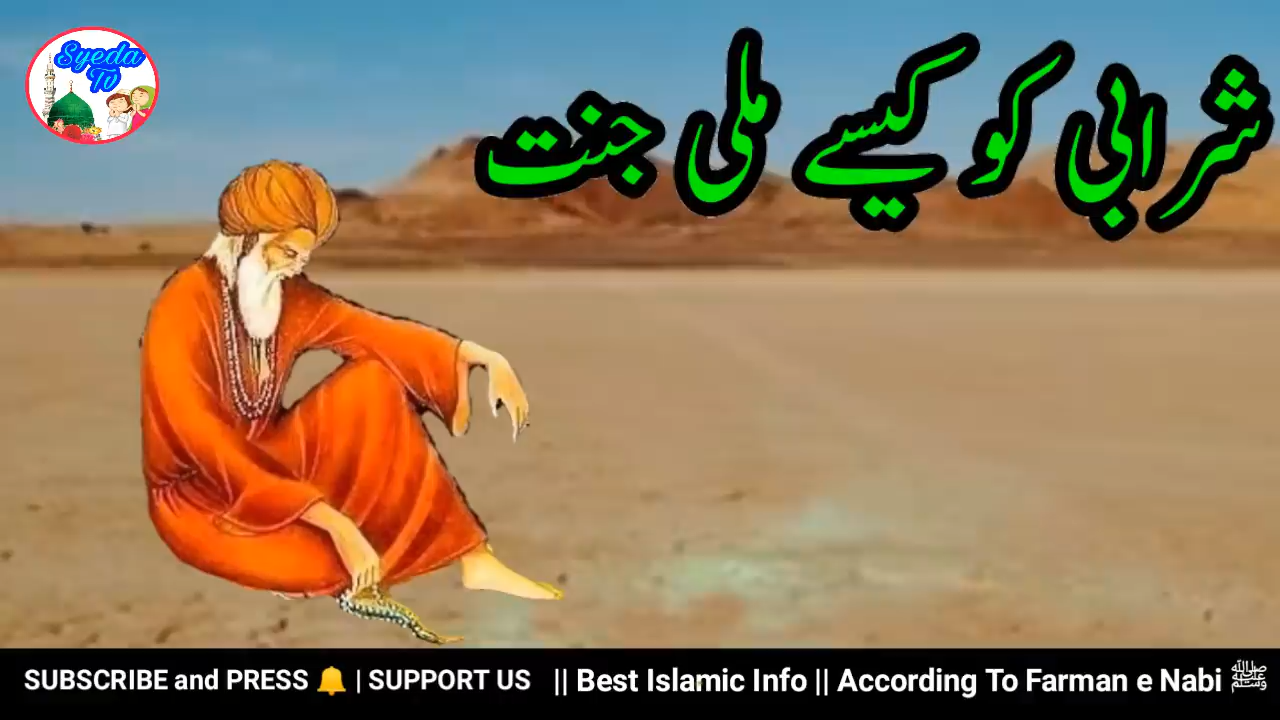 Syeda
Tv
شرابی کو کیسے ملی جنت
SUBSCRIBE and PRESS 🔔 | SUPPORT US || Best Islamic Info || According To Farman e Nabi ﷺ